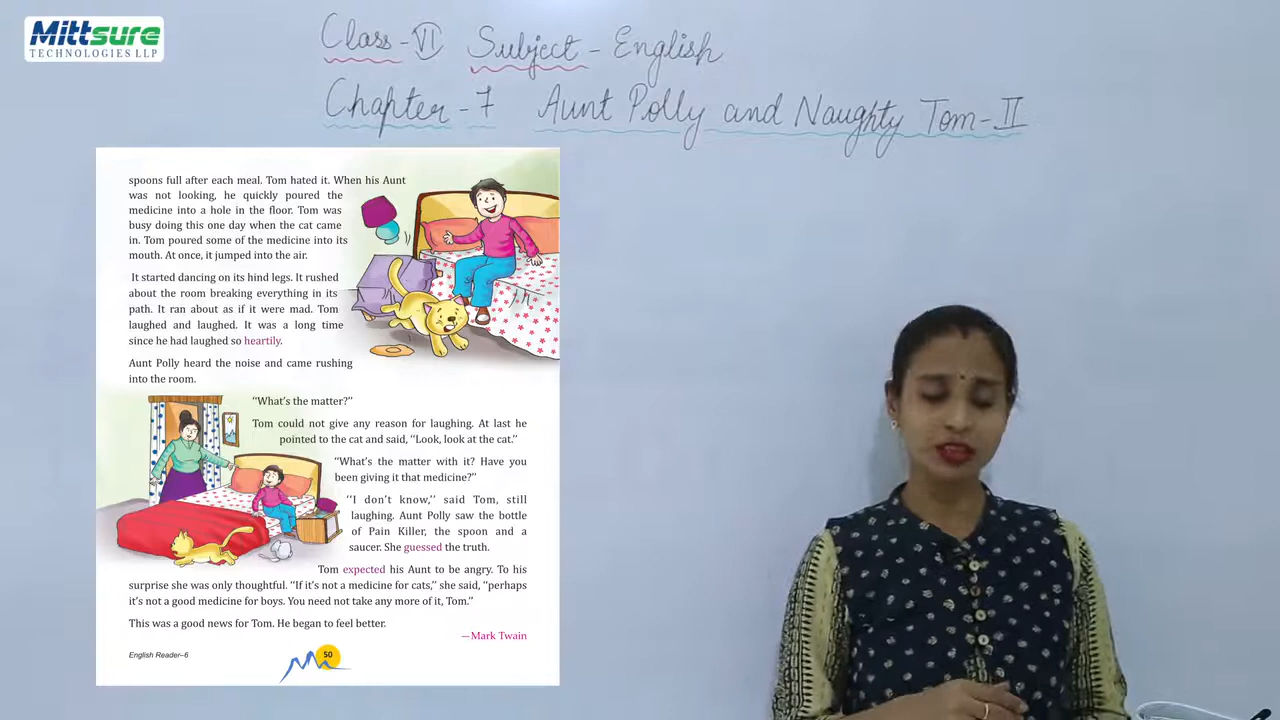 Mittsure
TECHNOLOGIES LLP
Class - VI Subject - English
Chapter - 7 Aunt Polly and Naughty Tom - II
spoons full after each meal. Tom hated it. When his Aunt
was not looking, he quickly poured the
medicine into a hole in the floor. Tom was
busy doing this one day when the cat came
in. Tom poured some of the medicine into its
mouth. At once, it jumped into the air.
It started dancing on its hind legs. It rushed
about the room breaking everything in its
path. It ran about as if it were mad. Tom
laughed and laughed. It was a long time
since he had laughed so heartily.
Aunt Polly heard the noise and came rushing
into the room.
“What’s the matter?”
Tom could not give any reason for laughing. At last he
pointed to the cat and said, “Look, look at the cat.”
“What’s the matter with it? Have you
been giving it that medicine?”
“I don’t know,” said Tom, still
laughing. Aunt Polly saw the bottle
of Pain Killer, the spoon and a
saucer. She guessed the truth.
Tom expected his Aunt to be angry. To his
surprise she was only thoughtful. “If it’s not a medicine for cats,” she said, “perhaps
it’s not a good medicine for boys. You need not take any more of it, Tom.”
This was a good news for Tom. He began to feel better.
—Mark Twain
English Reader–6
50